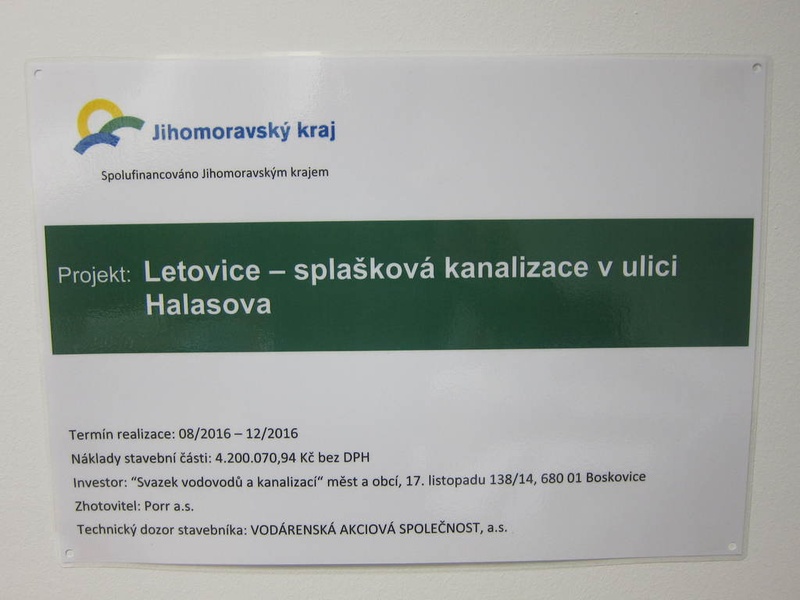 Jihomoravský kraj
Spolufinancováno Jihomoravským krajem
Projekt: Letovice – splašková kanalizace v ulici
Halasova
Termín realizace: 08/2016 – 12/2016
Náklady stavební části: 4.200.070,94 Kč bez DPH
Investor: “Svazek vodovodů a kanalizací“ měst a obcí, 17. listopadu 138/14, 680 01 Boskovice
Zhotovitel: Porr a.s.
Technický dozor stavebníka: VODÁRENSKÁ AKCIOVÁ SPOLEČNOST, a.s.